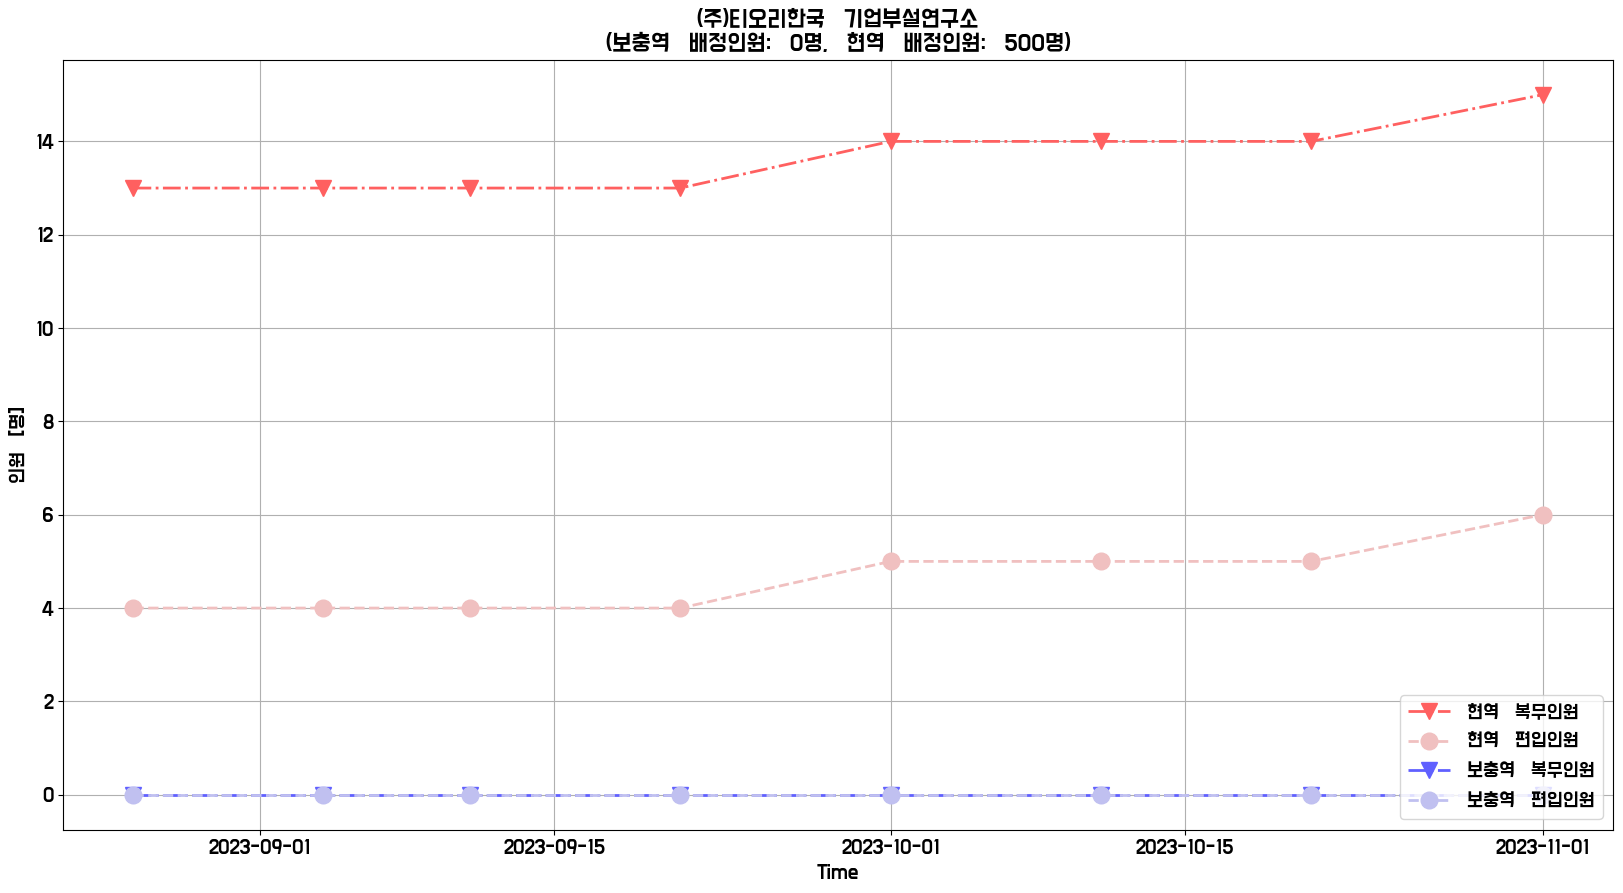 (주)티오리한국 기업부설연구소
(보충역 배정인원: 0명, 현역 배정인원: 500명)
인원 [명]
14
12
10
8
6
4
2
0
현역 복무인원
현역 편입인원
보충역 복무인원
보충역 편입인원
2023-09-01
2023-09-15
2023-10-01
2023-10-15
2023-11-01
Time